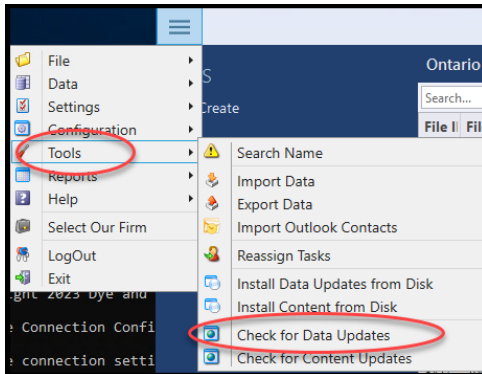 File
Data
Settings
Configuration
Tools
Reports
Help
Select Our Firm
LogOut
Exit
Search Name
Import Data
Export Data
Import Outlook Contacts
Reassign Tasks
Install Data Updates from Disk
Install Content from Disk
Check for Data Updates
Check for Content Updates
S
Create
Ontario
Search...
File I Fil
ght 2023 Dye and
e Connection Confi
e connection setti